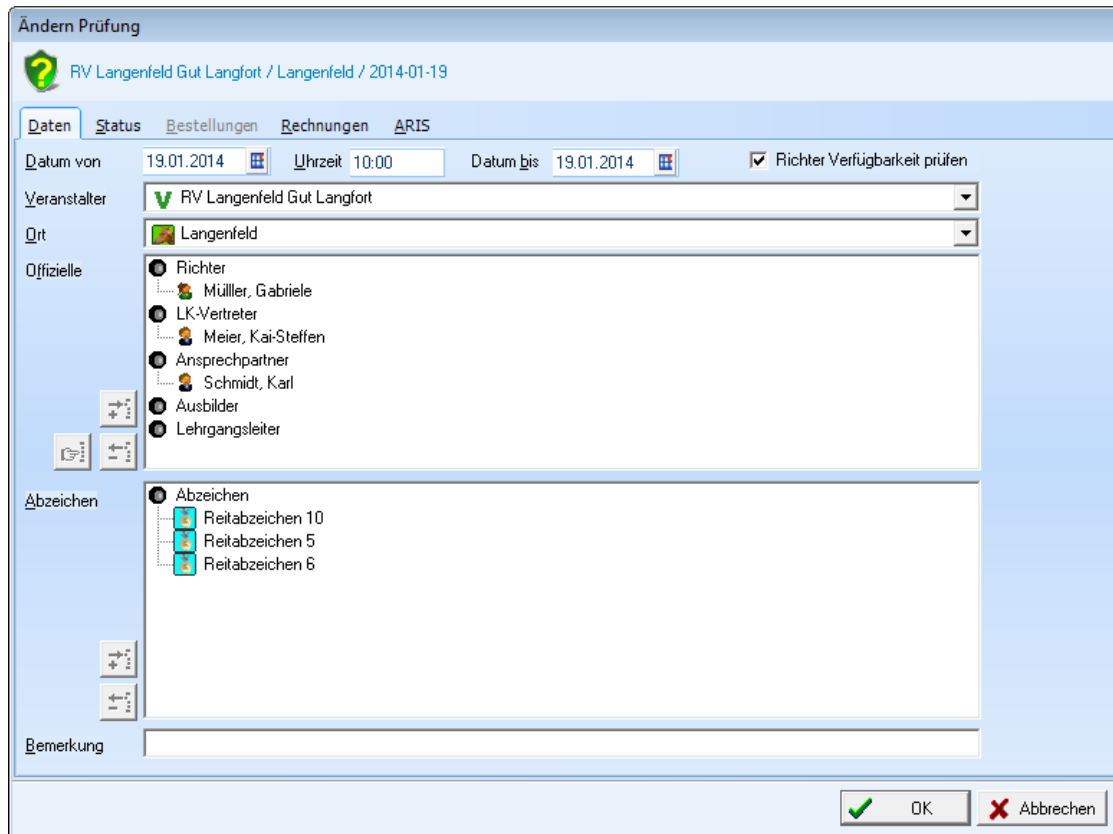 Ändern Prüfung
RV Langenfeld Gut Langfort / Langenfeld / 2014-01-19
Daten Status Bestellungen Rechnungen ARIS
Datum von 19.01.2014 Uhrzeit 10:00 Datum bis 19.01.2014 Richter Verfügbarkeit prüfen
Veranstalter V RV Langenfeld Gut Langfort
Ort Langenfeld
Offizielle Richter
Mülller, Gabriele
LK-Vertreter
Meier, Kai-Steffen
Ansprechpartner
Schmidt, Karl
Ausbilder
Lehrgangsleiter
Abzeichen Abzeichen
Reitabzeichen 10
Reitabzeichen 5
Reitabzeichen 6
Bemerkung
OK Abbrechen